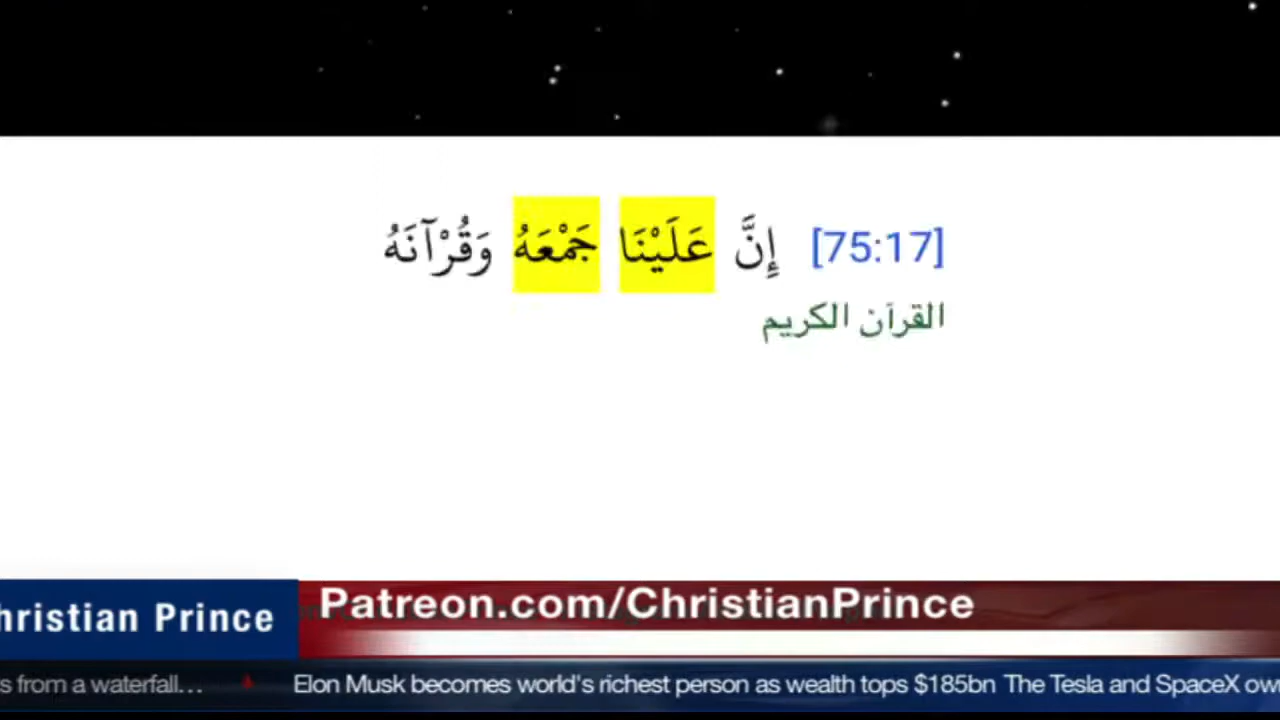 [75:17] إِنَّ عَلَيْنَا جَمْعَهُ وَقُرْآنَهُ
القرآن الكريم
Patreon.com/ChristianPrince
hristian Prince
s from a waterfall... Elon Musk becomes world's richest person as wealth tops $185bn The Tesla and SpaceX ow